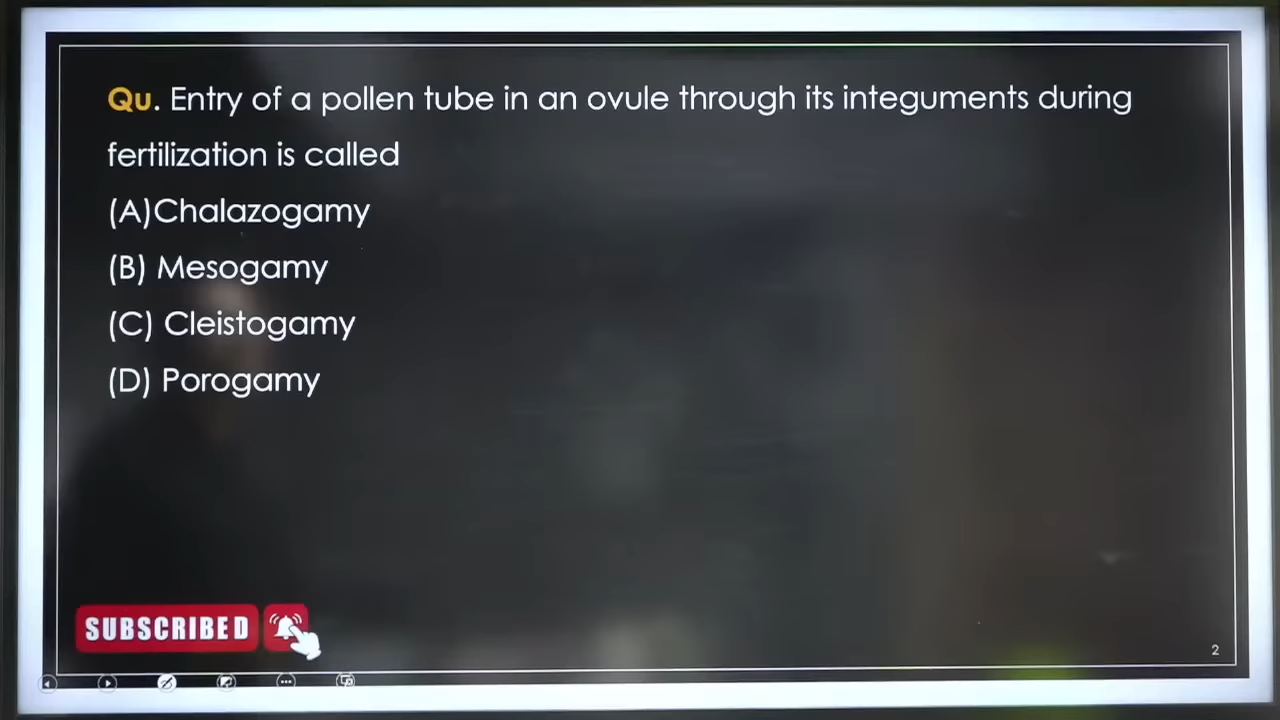 Qu. Entry of a pollen tube in an ovule through its integuments during
fertilization is called
(A)Chalazogamy
(B) Mesogamy
(C) Cleistogamy
(D) Porogamy
SUBSCRIBED
2